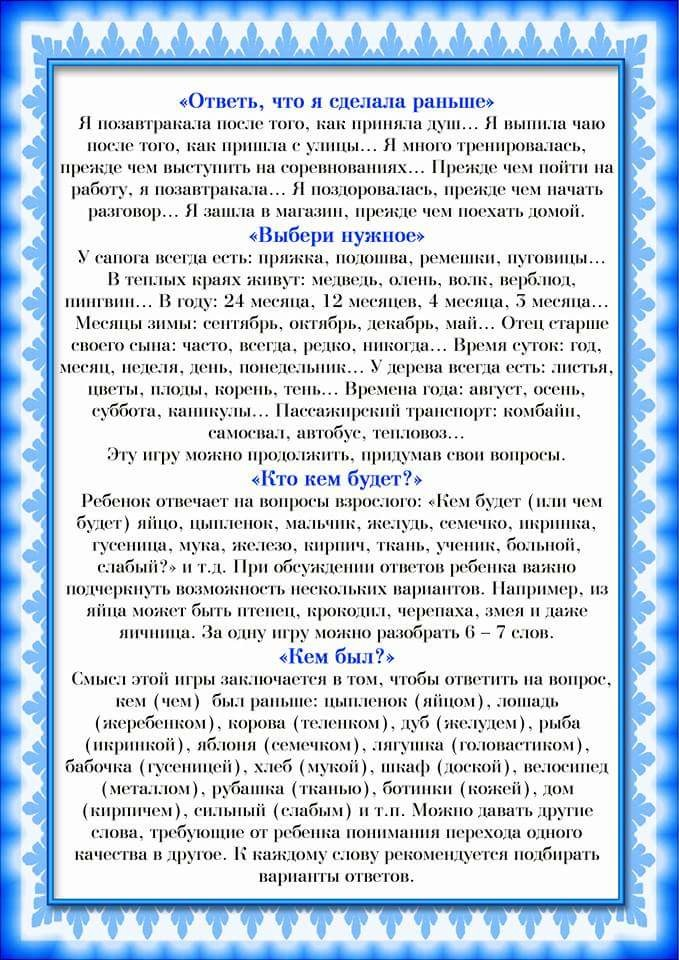 «Ответь, что я сделала раньше»
Я позавтракала после того, как приняла душ... Я выпила чаю
после того, как пришла с улицы... Я много тренировалась,
прежде чем выступить на соревнованиях... Прежде чем пойти на
работу, я позавтракала... Я поздоровалась, прежде чем начать
разговор... Я зашла в магазин, прежде чем поехать домой.
«Выбери нужное»
У сапога всегда есть: пряжка, подошва, ремешки, пуговицы...
В теплых краях живут: медведь, олень, волк, верблюд,
пингвин... В году: 24 месяца, 12 месяцев, 4 месяца, 3 месяца...
Месяцы зимы: сентябрь, октябрь, декабрь, май... Отец старше
своего сына: часто, всегда, редко, никогда... Время суток: год,
месяц, неделя, день, понедельник... У дерева всегда есть: листья,
цветы, плоды, корень, тень... Времена года: август, осень,
суббота, каникулы... Пассажирский транспорт: комбайн,
самосвал, автобус, тепловоз...
Эту игру можно продолжить, придумав свои вопросы.
«Кто кем будет?»
Ребенок отвечает на вопросы взрослого: «Кем будет (или чем
будет) яйцо, цыпленок, мальчик, желудь, семечко, икринка,
гусеница, мука, железо, кирпич, ткань, ученик, больной,
слабый?» и т.д. При обсуждении ответов ребенка важно
подчеркнуть возможность нескольких вариантов. Например, из
яйца может быть птенец, крокодил, черепаха, змея и даже
яичница. За одну игру можно разобрать 6 – 7 слов.
«Кем был?»
Смысл этой игры заключается в том, чтобы ответить на вопрос,
кем (чем) был раньше: цыпленок (яйцом), лошадь
(жеребенком), корова (теленком), дуб (желудем), рыба
(икринкой), яблоня (семечком), лягушка (головастиком),
бабочка (гусеницей), хлеб (мукой), шкаф (доской), велосипед
(металлом), рубашка (тканью), ботинки (кожей), дом
(кирпичем), сильный (слабым) и т.п. Можно давать другие
слова, требующие от ребенка понимания перехода одного
качества в другое. К каждому слову рекомендуется подбирать
варианты ответов.